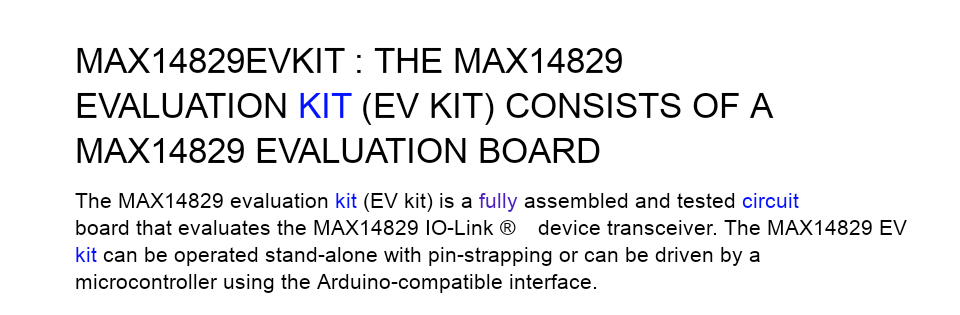 MAX14829EVKIT : THE MAX14829
EVALUATION KIT (EV KIT) CONSISTS OF A
MAX14829 EVALUATION BOARD
The MAX14829 evaluation kit (EV kit) is a fully assembled and tested circuit
board that evaluates the MAX14829 IO-Link ® device transceiver. The MAX14829 EV
kit can be operated stand-alone with pin-strapping or can be driven by a
microcontroller using the Arduino-compatible interface.